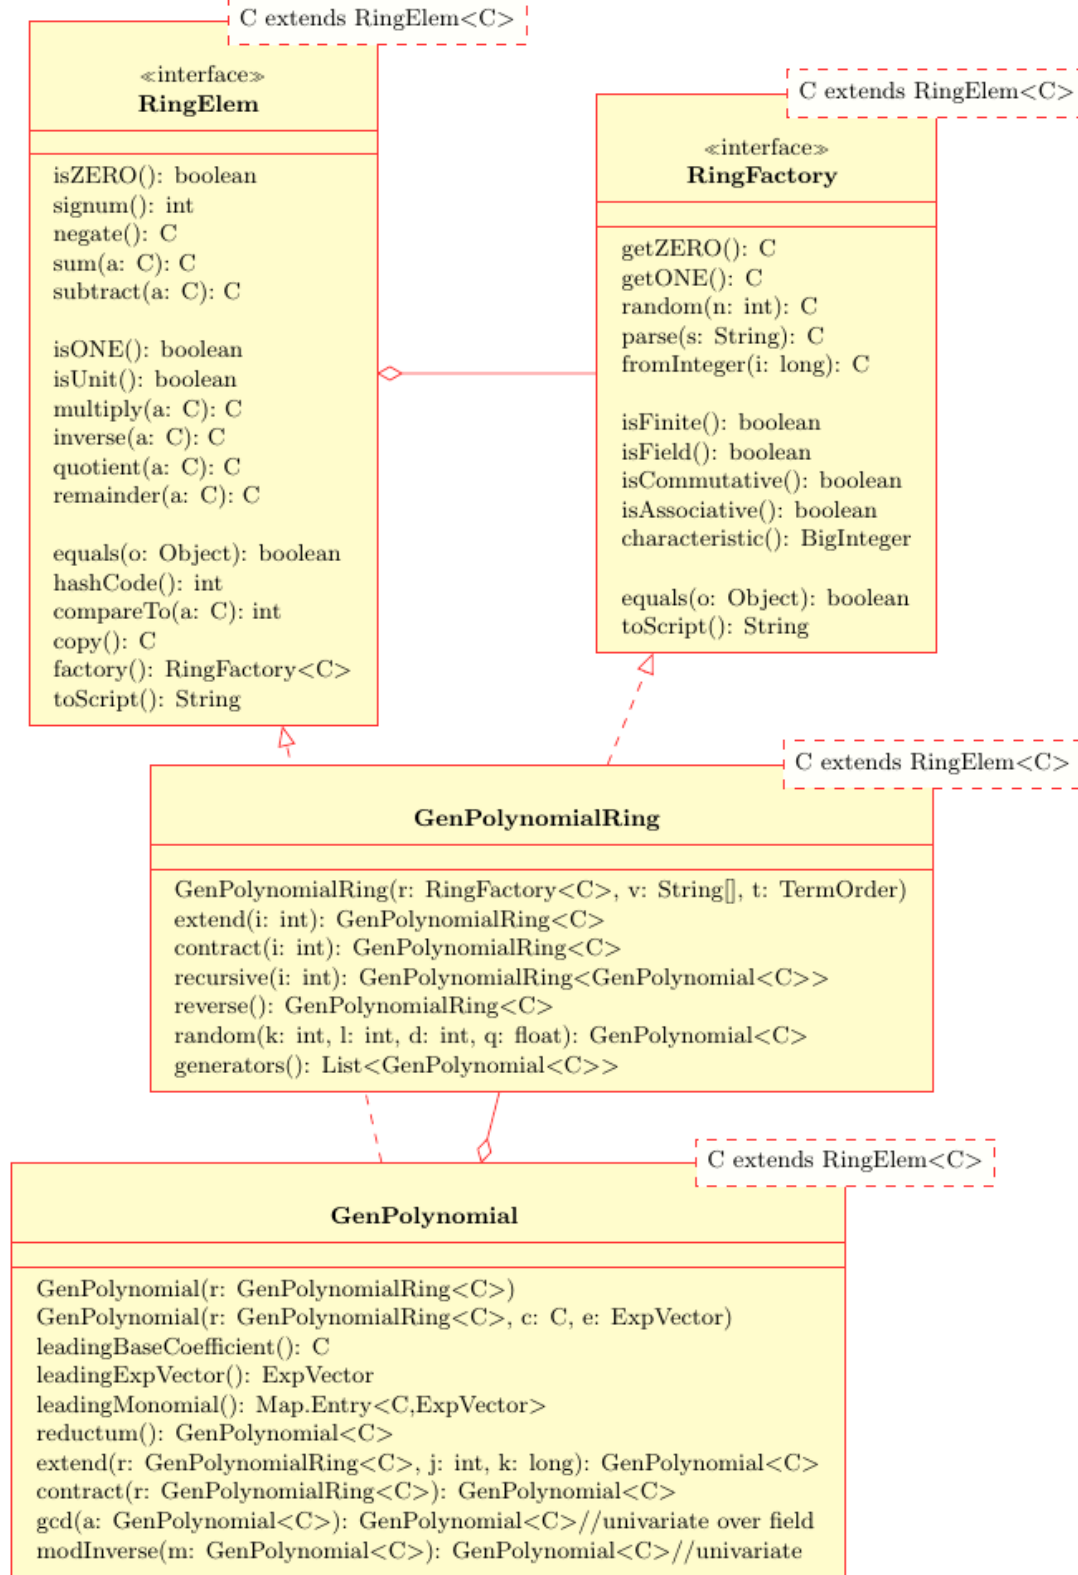 C extends RingElem<C>
≪interface≫
RingElem
isZERO(): boolean
signum(): int
negate(): C
sum(a: C): C
subtract(a: C): C
isONE(): boolean
isUnit(): boolean
multiply(a: C): C
inverse(a: C): C
quotient(a: C): C
remainder(a: C): C
equals(o: Object): boolean
hashCode(): int
compareTo(a: C): int
copy(): C
factory(): RingFactory<C>
toScript(): String
C extends RingElem<C>
≪interface≫
RingFactory
getZERO(): C
getONE(): C
random(n: int): C
parse(s: String): C
fromInteger(i: long): C
isFinite(): boolean
isField(): boolean
isCommutative(): boolean
isAssociative(): boolean
characteristic(): BigInteger
equals(o: Object): boolean
toScript(): String
C extends RingElem<C>
GenPolynomialRing
GenPolynomialRing(r: RingFactory<C>, v: String[], t: TermOrder)
extend(i: int): GenPolynomialRing<C>
contract(i: int): GenPolynomialRing<C>
recursive(i: int): GenPolynomialRing<GenPolynomial<C>>
reverse(): GenPolynomialRing<C>
random(k: int, l: int, d: int, q: float): GenPolynomial<C>
generators(): List<GenPolynomial<C>>
C extends RingElem<C>
GenPolynomial
GenPolynomial(r: GenPolynomialRing<C>)
GenPolynomial(r: GenPolynomialRing<C>, c: C, e: ExpVector)
leadingBaseCoefficient(): C
leadingExpVector(): ExpVector
leadingMonomial(): Map.Entry<C,ExpVector>
reductum(): GenPolynomial<C>
extend(r: GenPolynomialRing<C>, j: int, k: long): GenPolynomial<C>
contract(r: GenPolynomialRing<C>): GenPolynomial<C>
gcd(a: GenPolynomial<C>): GenPolynomial<C>//univariate over field
modInverse(m: GenPolynomial<C>): GenPolynomial<C>//univariate